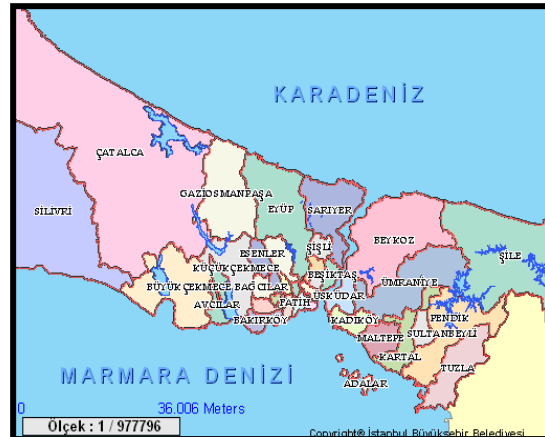 KARADENİZ
ÇATALCA
GAZIOSMANPAŞA
SİLİVRİ
EYÜP
SARIYER
BEYKOZ
ŞİLE
ESENLER
ŞİŞLİ
KÜÇÜKÇEKMECE
BEŞİKTAŞ
ÜMRANİYE
BÜYÜKÇEKMECE
BAĞCILAR
ÜSKÜDAR
AVCILAR
FATİH
PENDİK
BAKIRKÖY
KADIKÖY
SULTANBEYLİ
MALTEPE
KARTAL
TUZLA
ADALAR
MARMARA DENİZİ
0 36.006 Meters
Ölçek : 1 / 977796
Copyright® İstanbul Büyükşehir Belediyesi